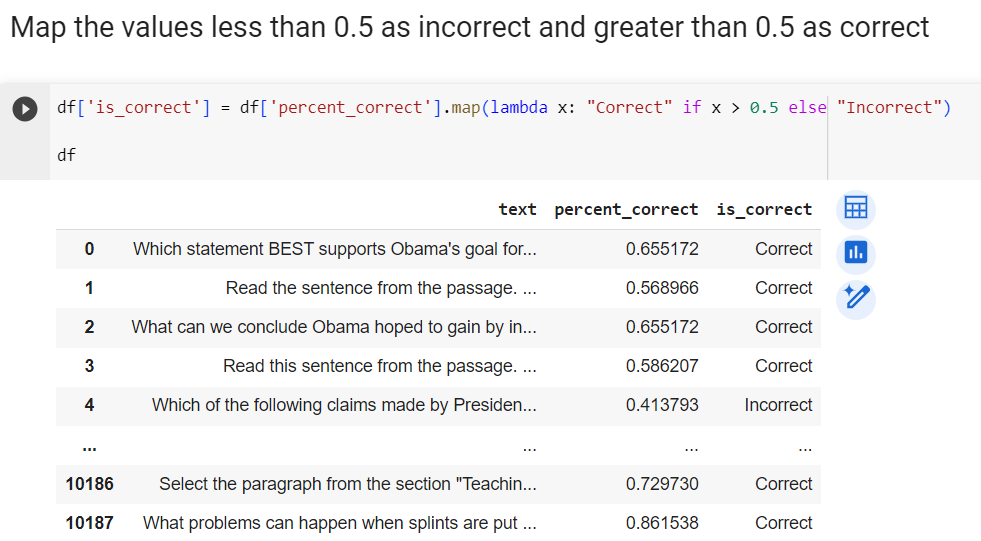 Map the values less than 0.5 as incorrect and greater than 0.5 as correct
df['is_correct'] = df['percent_correct'].map(lambda x: "Correct" if x > 0.5 else "Incorrect")
df
text percent_correct is_correct
0 Which statement BEST supports Obama's goal for... 0.655172 Correct
1 Read the sentence from the passage. ... 0.568966 Correct
2 What can we conclude Obama hoped to gain by in... 0.655172 Correct
3 Read this sentence from the passage. ... 0.586207 Correct
4 Which of the following claims made by Presiden... 0.413793 Incorrect
... ... ... ...
10186 Select the paragraph from the section "Teachin... 0.729730 Correct
10187 What problems can happen when splints are put ... 0.861538 Correct